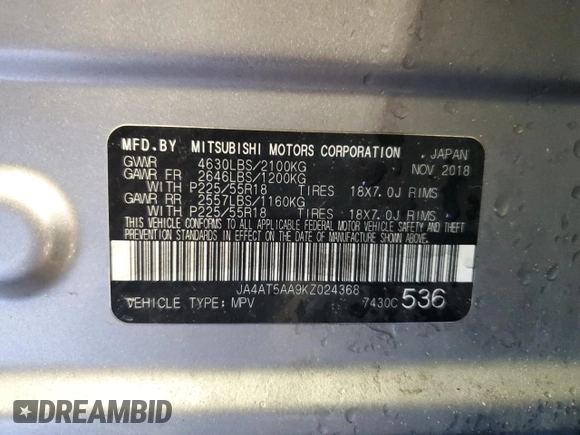 MFD.BY MITSUBISHI MOTORS CORPORATION , JAPAN
GVWR 4630LBS/2100KG NOV 2018
GAWR FR 2646LBS/1200KG
WITH P225/55R18 TIRES 18X7.0J RIMS
GAWR RR 2557LBS/1160KG
WITH P225/55R18 TIRES 18X7.0J RIMS
THIS VEHICLE CONFORMS TO ALL APPLICABLE FEDERAL MOTOR VEHICLE SAFETY AND THEFT
PREVENTION STANDARDS IN EFFECT ON THE DATE OF MANUFACTURE SHOWN ABOVE.
JA4AT5AA9KZ024368
VEHICLE TYPE: MPV 7430C 536
DREAMBID